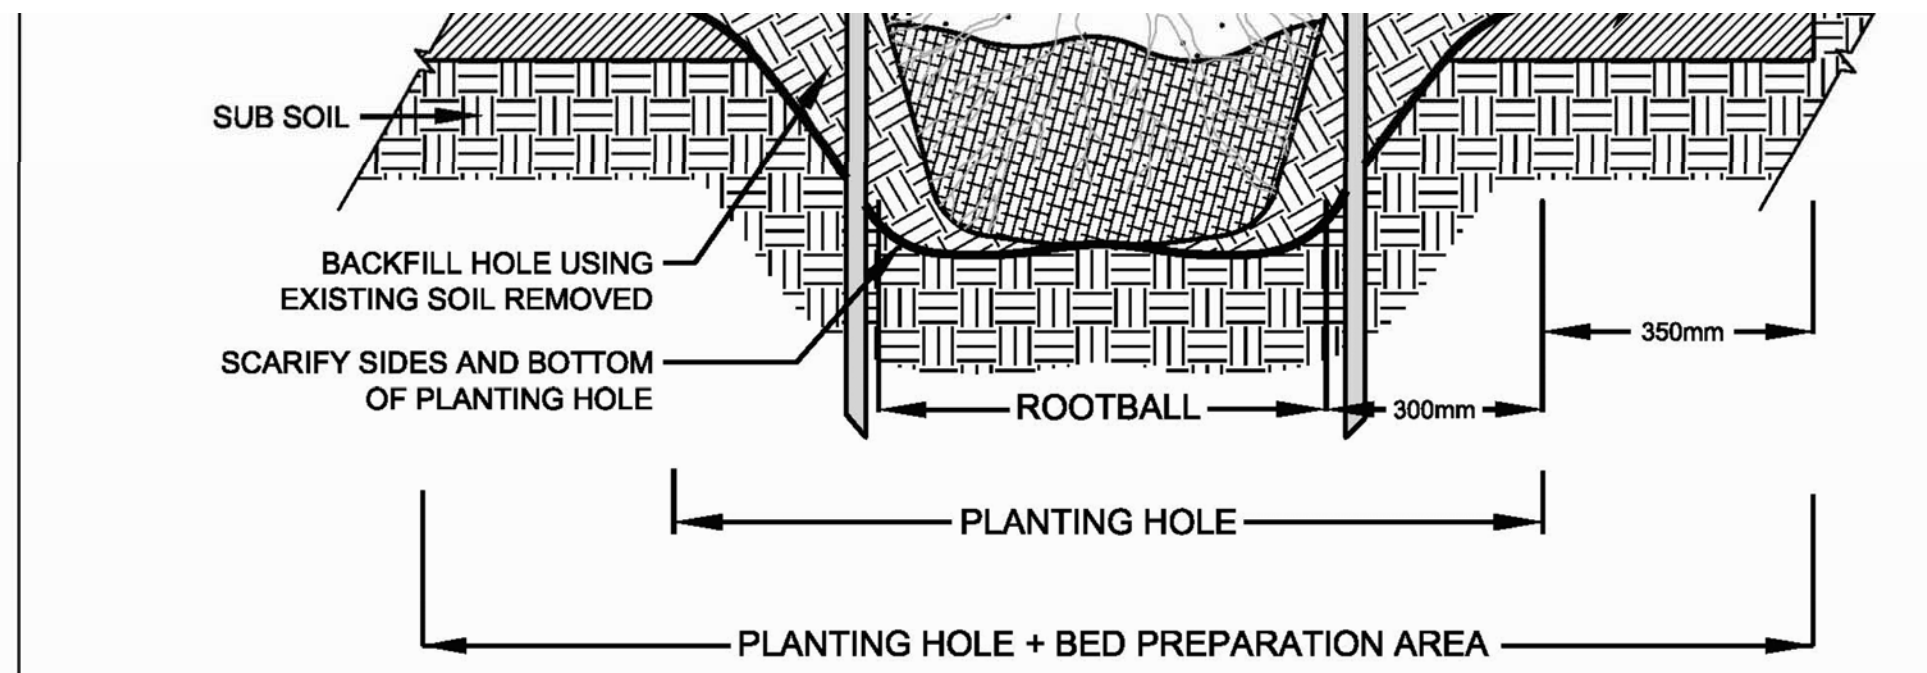 SUB SOIL
BACKFILL HOLE USING
EXISTING SOIL REMOVED
SCARIFY SIDES AND BOTTOM
OF PLANTING HOLE
350mm
ROOTBALL
300mm
PLANTING HOLE
PLANTING HOLE + BED PREPARATION AREA